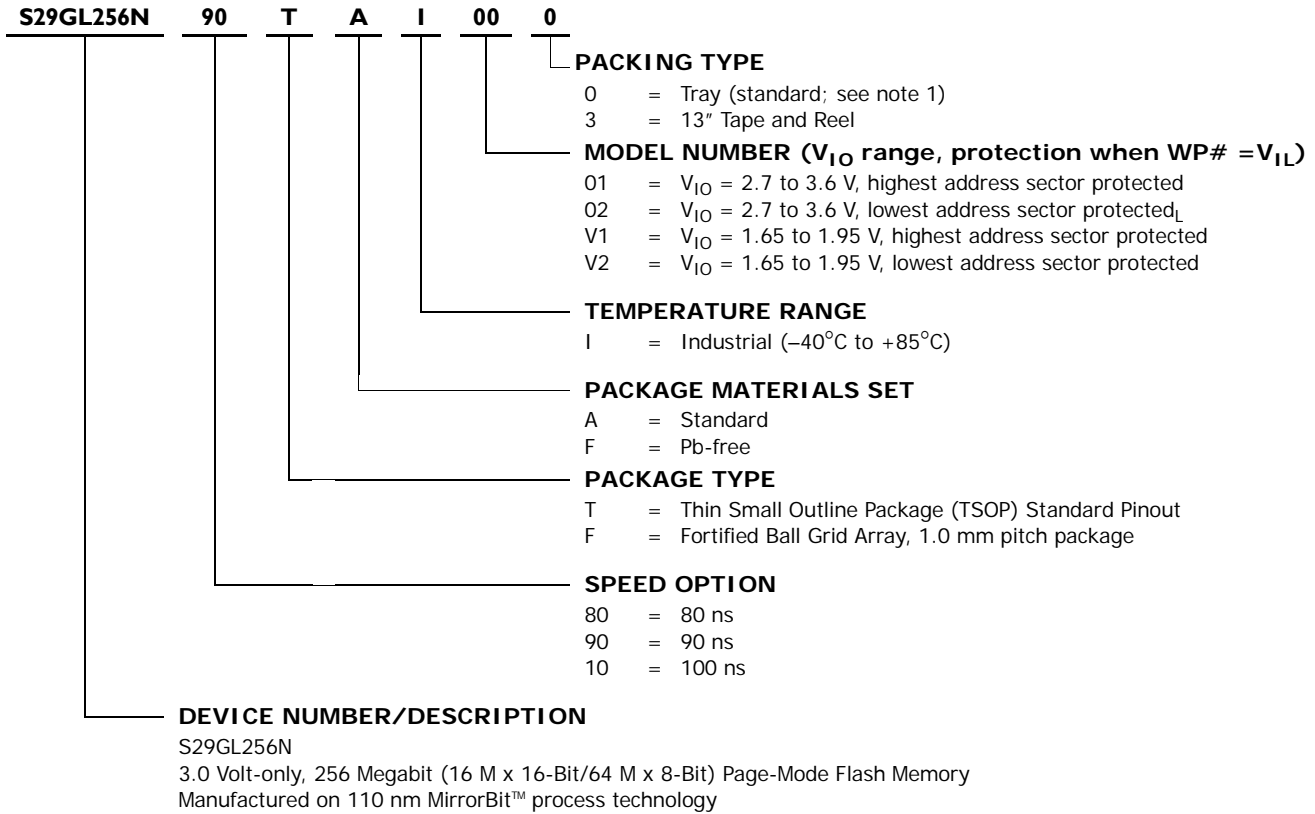 S29GL256N 90 T A I 00 0
PACKING TYPE
0 = Tray (standard; see note 1)
3 = 13″ Tape and Reel
MODEL NUMBER (VIO range, protection when WP# =VIL)
01 = VIO = 2.7 to 3.6 V, highest address sector protected
02 = VIO = 2.7 to 3.6 V, lowest address sector protectedL
V1 = VIO = 1.65 to 1.95 V, highest address sector protected
V2 = VIO = 1.65 to 1.95 V, lowest address sector protected
TEMPERATURE RANGE
I = Industrial (–40°C to +85°C)
PACKAGE MATERIALS SET
A = Standard
F = Pb-free
PACKAGE TYPE
T = Thin Small Outline Package (TSOP) Standard Pinout
F = Fortified Ball Grid Array, 1.0 mm pitch package
SPEED OPTION
80 = 80 ns
90 = 90 ns
10 = 100 ns
DEVICE NUMBER/DESCRIPTION
S29GL256N
3.0 Volt-only, 256 Megabit (16 M x 16-Bit/64 M x 8-Bit) Page-Mode Flash Memory
Manufactured on 110 nm MirrorBit™ process technology